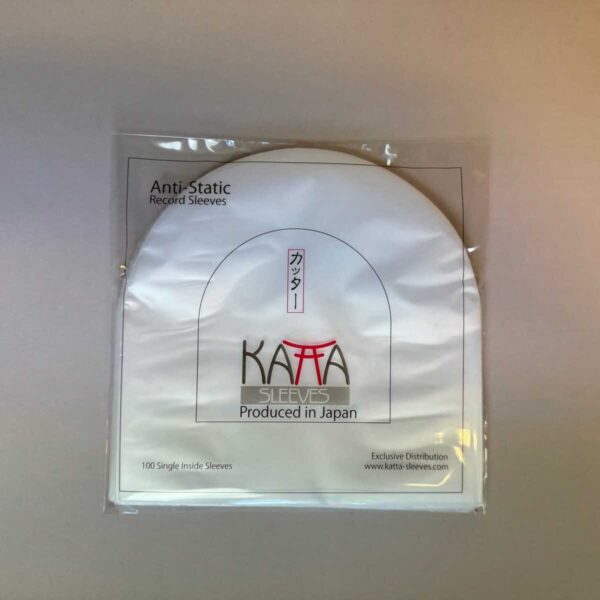 Anti-Static
Record Sleeves
カッター
KATTA
SLEEVES
Produced in Japan
100 Single Inside Sleeves
Exclusive Distribution
www.katta-sleeves.com